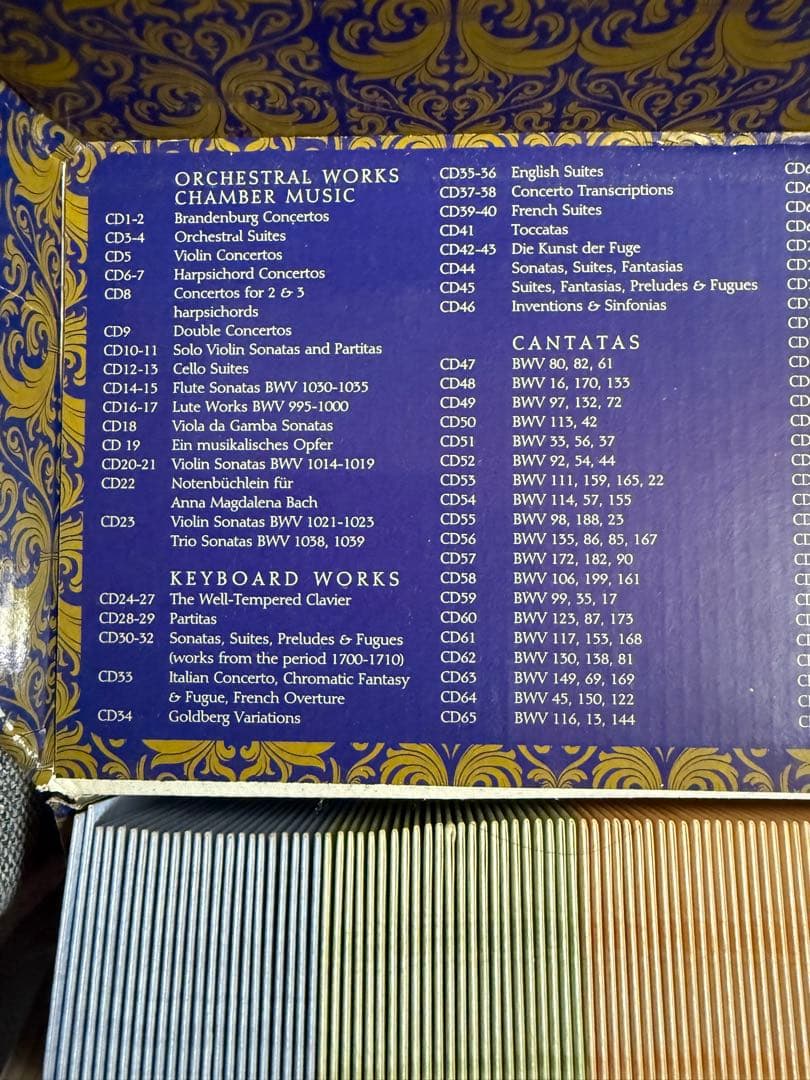 ORCHESTRAL WORKS
CHAMBER MUSIC
CD1-2 Brandenburg Concertos
CD3-4 Orchestral Suites
CD5 Violin Concertos
CD6-7 Harpsichord Concertos
CD8 Concertos for 2 & 3
harpsichords
CD9 Double Concertos
CD10-11 Solo Violin Sonatas and Partitas
CD12-13 Cello Suites
CD14-15 Flute Sonatas BWV 1030-1035
CD16-17 Lute Works BWV 995-1000
CD18 Viola da Gamba Sonatas
CD 19 Ein musikalisches Opfer
CD20-21 Violin Sonatas BWV 1014-1019
CD22 Notenbüchlein für
Anna Magdalena Bach
CD23 Violin Sonatas BWV 1021-1023
Trio Sonatas BWV 1038, 1039
KEYBOARD WORKS
CD24-27 The Well-Tempered Clavier
CD28-29 Partitas
CD30-32 Sonatas, Suites, Preludes & Fugues
(works from the period 1700-1710)
CD33 Italian Concerto, Chromatic Fantasy
& Fugue, French Overture
CD34 Goldberg Variations
CD35-36 English Suites
CD37-38 Concerto Transcriptions
CD39-40 French Suites
CD41 Toccatas
CD42-43 Die Kunst der Fuge
CD44 Sonatas, Suites, Fantasias
CD45 Suites, Fantasias, Preludes & Fugues
CD46 Inventions & Sinfonias
CANTATAS
CD47 BWV 80, 82, 61
CD48 BWV 16, 170, 133
CD49 BWV 97, 132, 72
CD50 BWV 113, 42
CD51 BWV 33, 56, 37
CD52 BWV 92, 54, 44
CD53 BWV 111, 159, 165, 22
CD54 BWV 114, 57, 155
CD55 BWV 98, 188, 23
CD56 BWV 135, 86, 85, 167
CD57 BWV 172, 182, 90
CD58 BWV 106, 199, 161
CD59 BWV 99, 35, 17
CD60 BWV 123, 87, 173
CD61 BWV 117, 153, 168
CD62 BWV 130, 138, 81
CD63 BWV 149, 69, 169
CD64 BWV 45, 150, 122
CD65 BWV 116, 13, 144